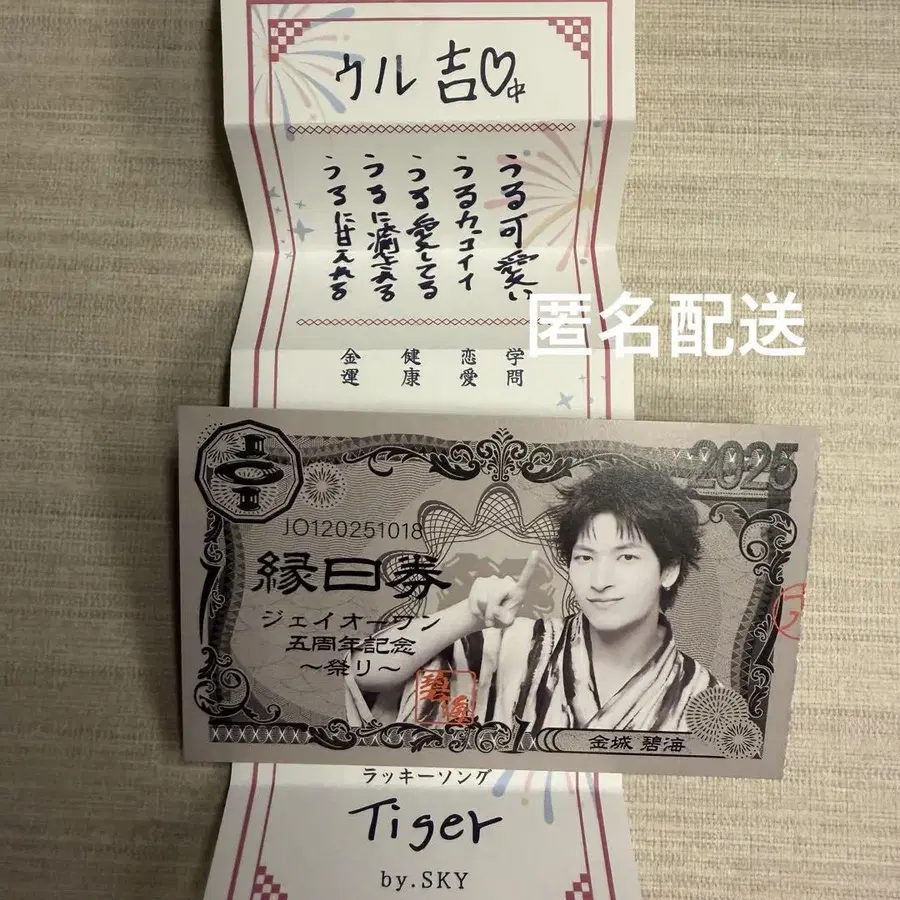 ウル吉♡中
うる可愛い
うるカッコイイ
うる愛してる
うるに癒される
うるに甘えれる
匿名配送
学問
恋愛
健康
金運
2025
JO120251018
縁日券
ジェイオーワン
五周年記念
〜祭り〜
碧海
金城 碧海
ラッキーソング
Tiger
by.SKY